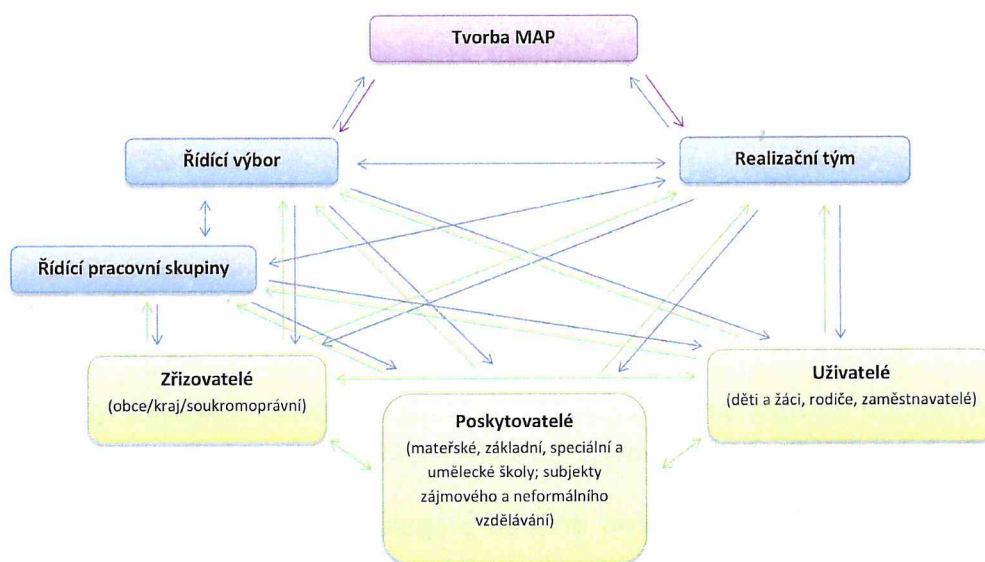 Tvorba MAP
Řídící výbor
Realizační tým
Řídící pracovní skupiny
Zřizovatelé
(obce/kraj/soukromoprávní)
Poskytovatelé
(mateřské, základní, speciální a
umělecké školy; subjekty
zájmového a neformálního
vzdělávání)
Uživatelé
(děti a žáci, rodiče, zaměstnavatelé)